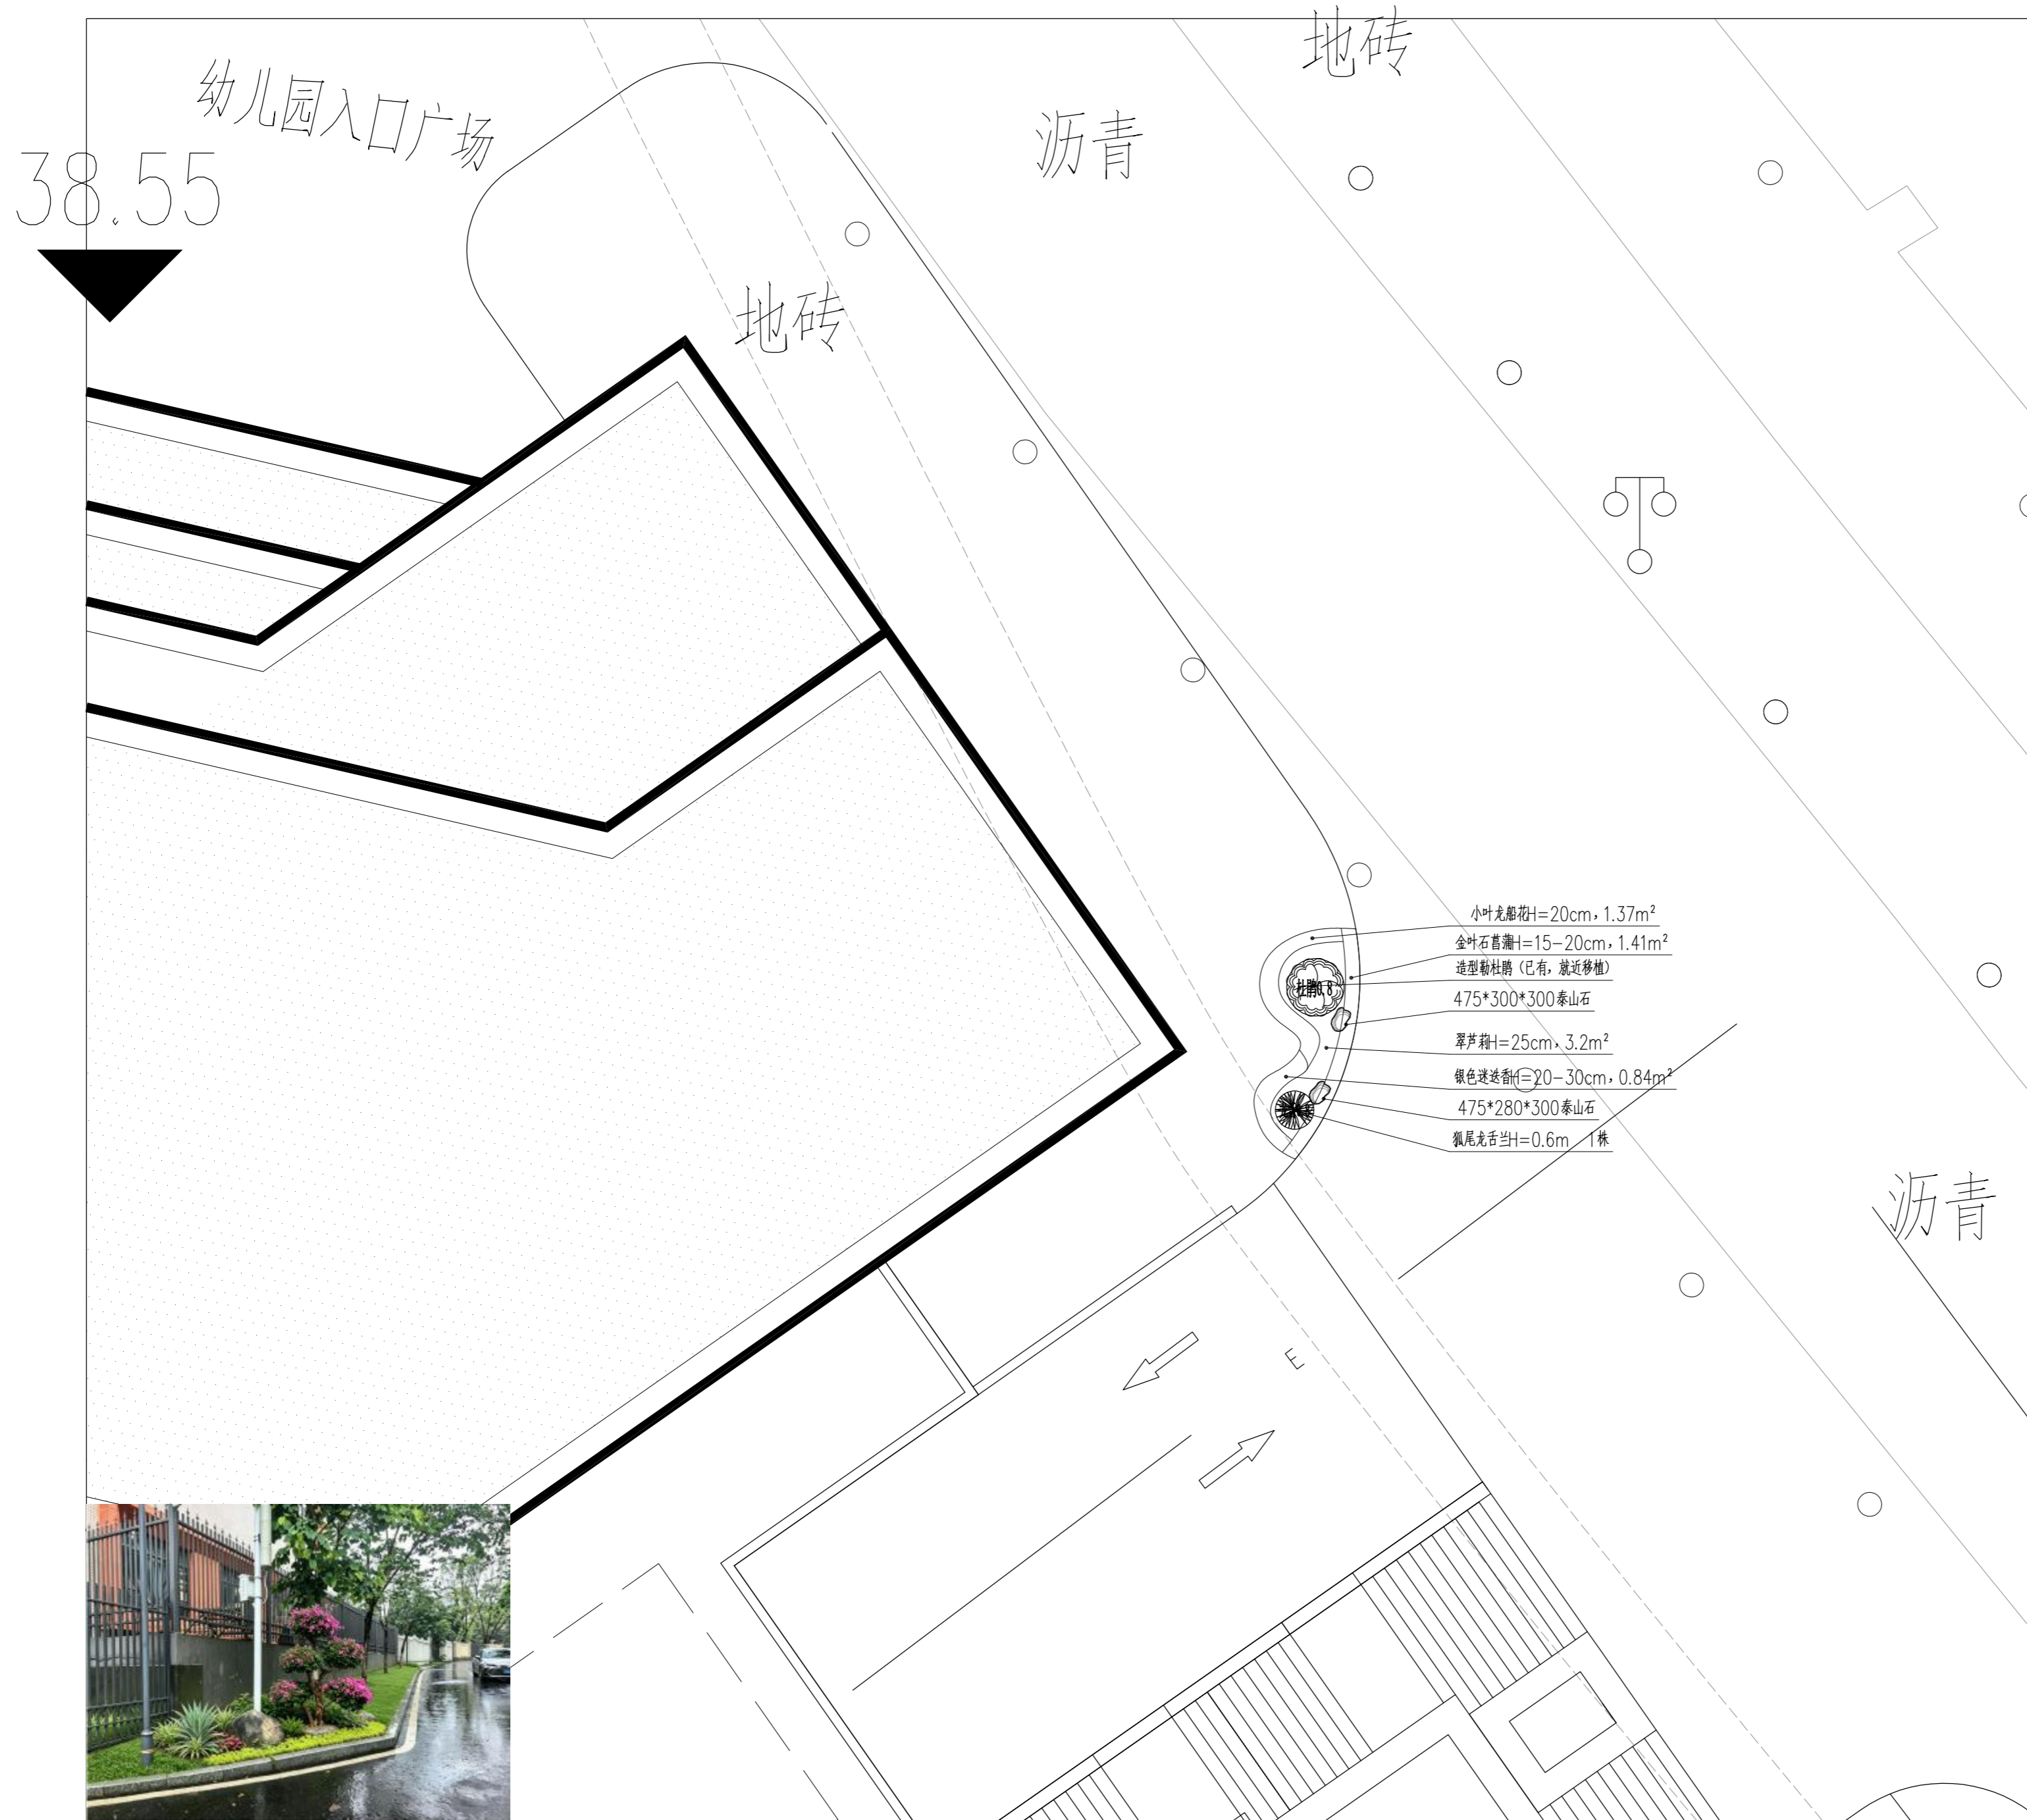 地砖
幼儿园入口广场
沥青
38.55
地砖
小叶龙船花H=20cm，1.37m²
金叶石菖蒲H=15-20cm，1.41m²
造型勒杜鹃（已有，就近移植）
杜鹃0.8
475*300*300泰山石
翠芦莉H=25cm，3.2m²
银色迷迭香H=20-30cm，0.84m²
475*280*300泰山石
狐尾龙舌兰H=0.6m 1株
沥青
E